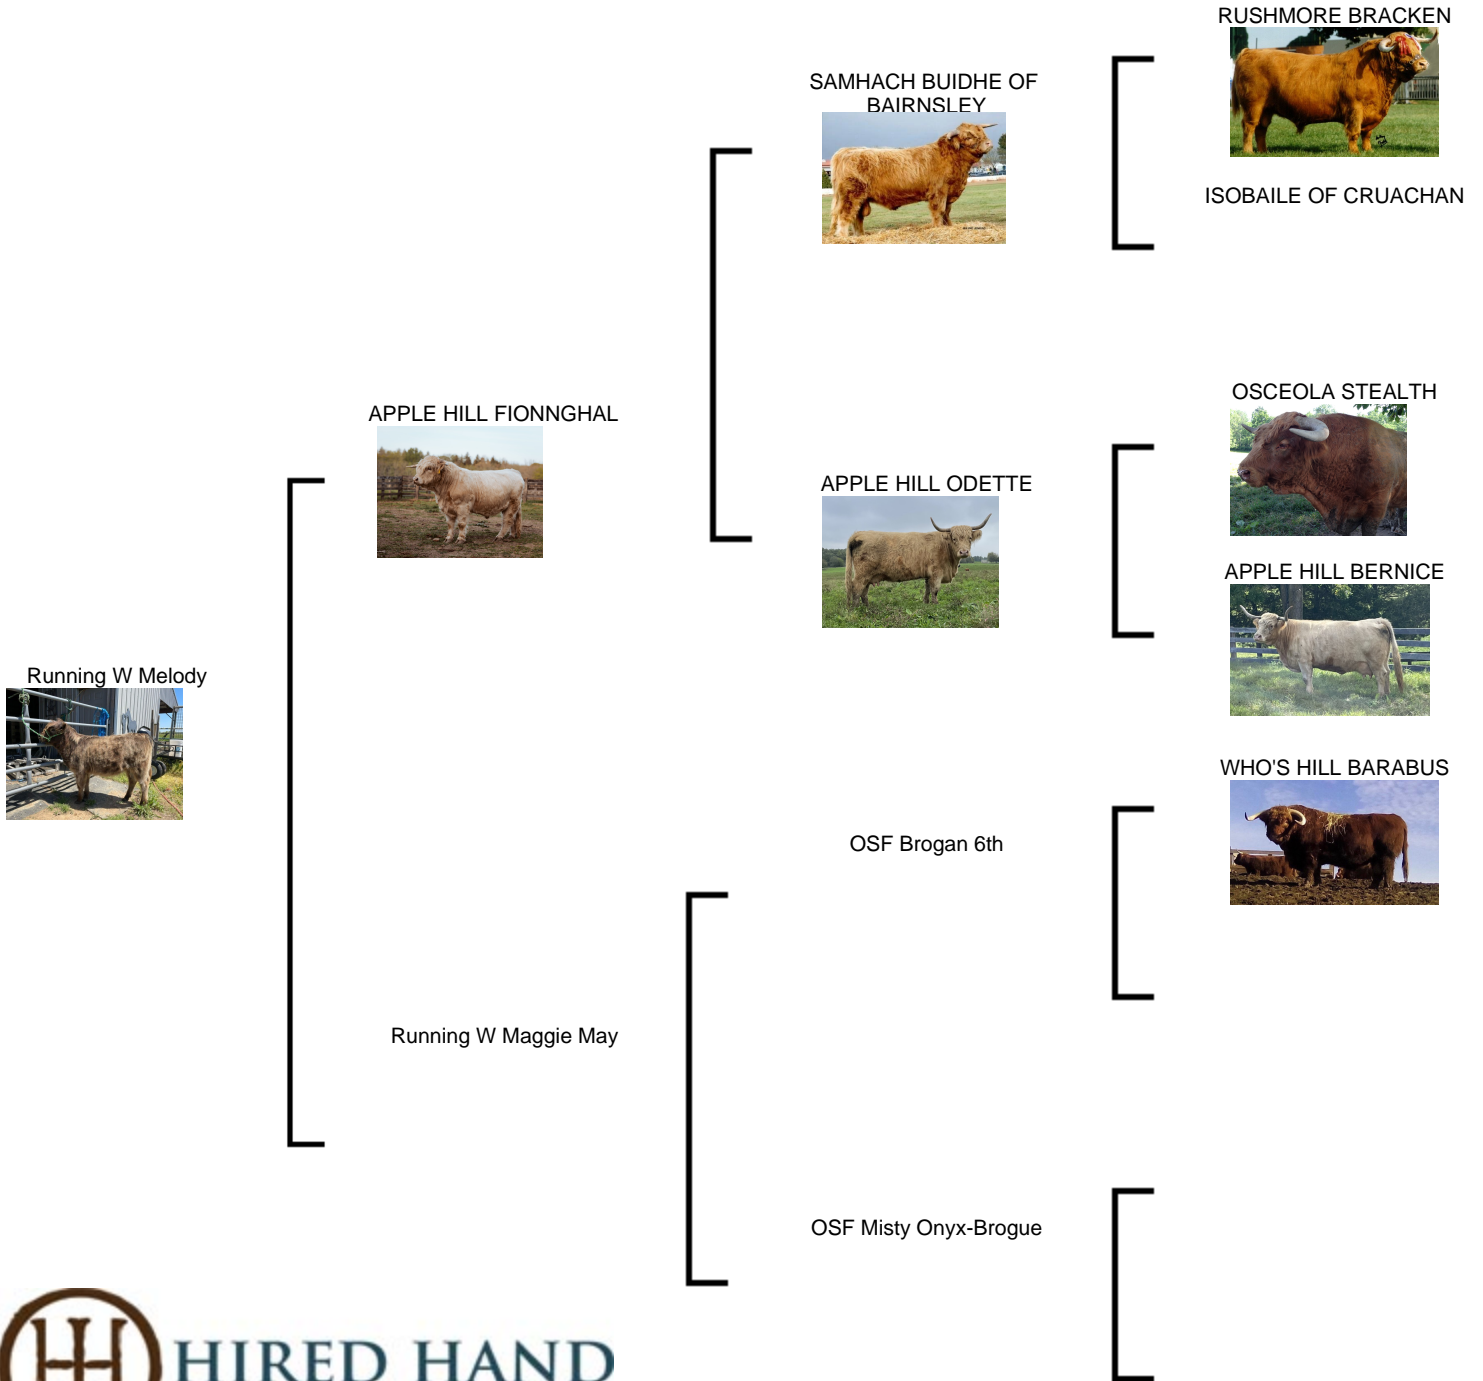 RUSHMORE BRACKEN
SAMHACH BUIDHE OF
BAIRNSLEY
ISOBAILE OF CRUACHAN
OSCEOLA STEALTH
APPLE HILL FIONNGHAL
APPLE HILL ODETTE
APPLE HILL BERNICE
Running W Melody
WHO'S HILL BARABUS
OSF Brogan 6th
Running W Maggie May
OSF Misty Onyx-Brogue
HIRED HAND